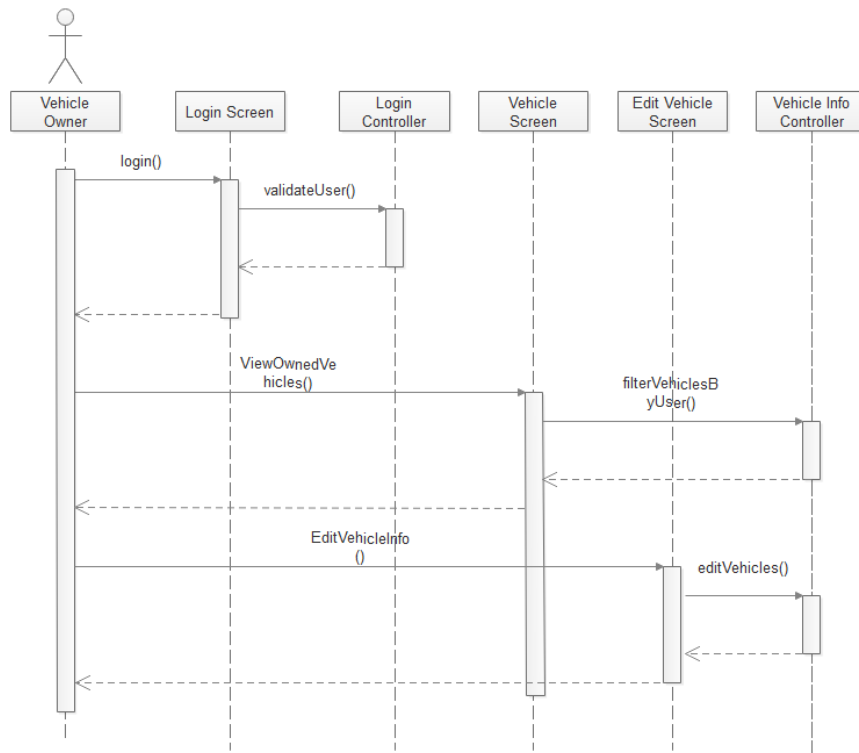 Vehicle
Owner
Login Screen
Login
Controller
Vehicle
Screen
Edit Vehicle
Screen
Vehicle Info
Controller
login()
validateUser()
ViewOwnedVe
hicles()
filterVehiclesB
yUser()
EditVehicleInfo
()
editVehicles()